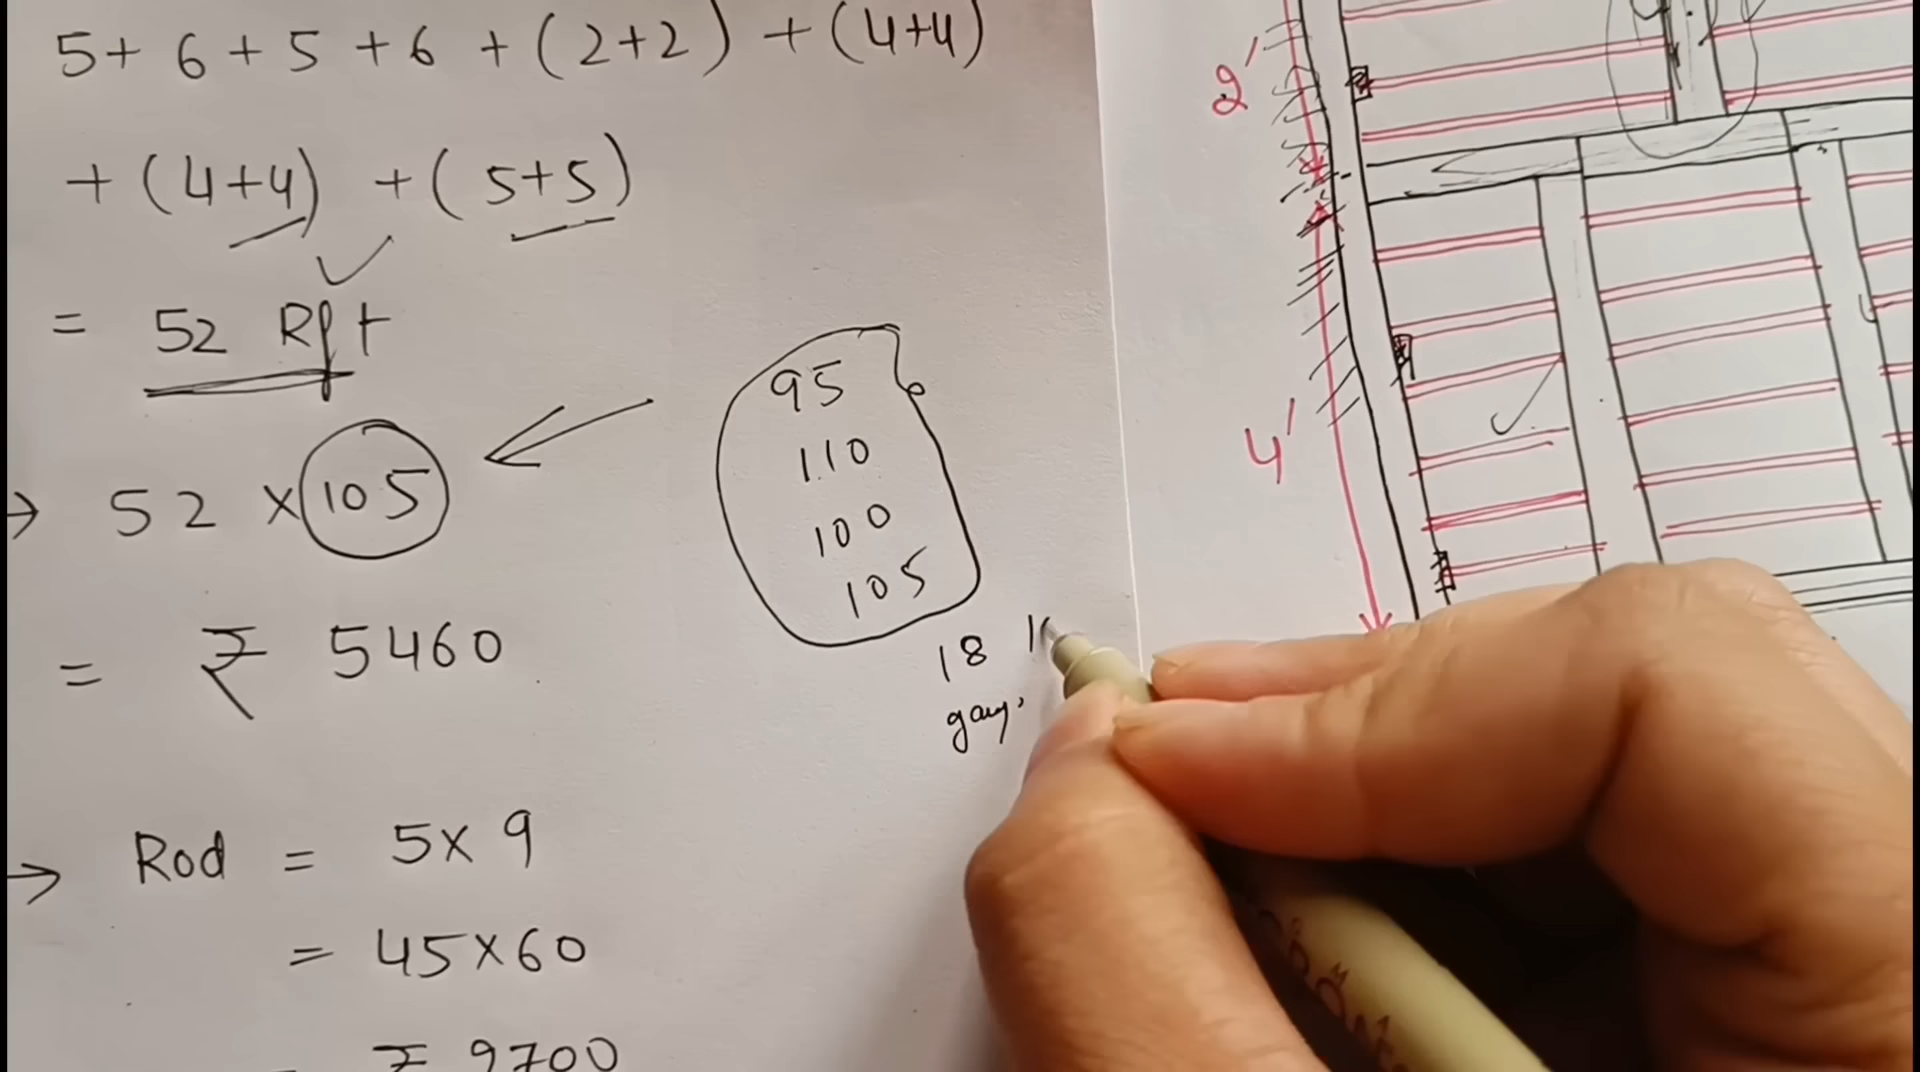 5 + 6 + 5 + 6 + (2+2) + (4+4)
+ (4+4) + (5+5)
= 52 Rft
→ 52 × 105
= ₹ 5460
→ Rod = 5 × 9
= 45 × 60
₹ 2700
95
110
100
105
18
2'
4'